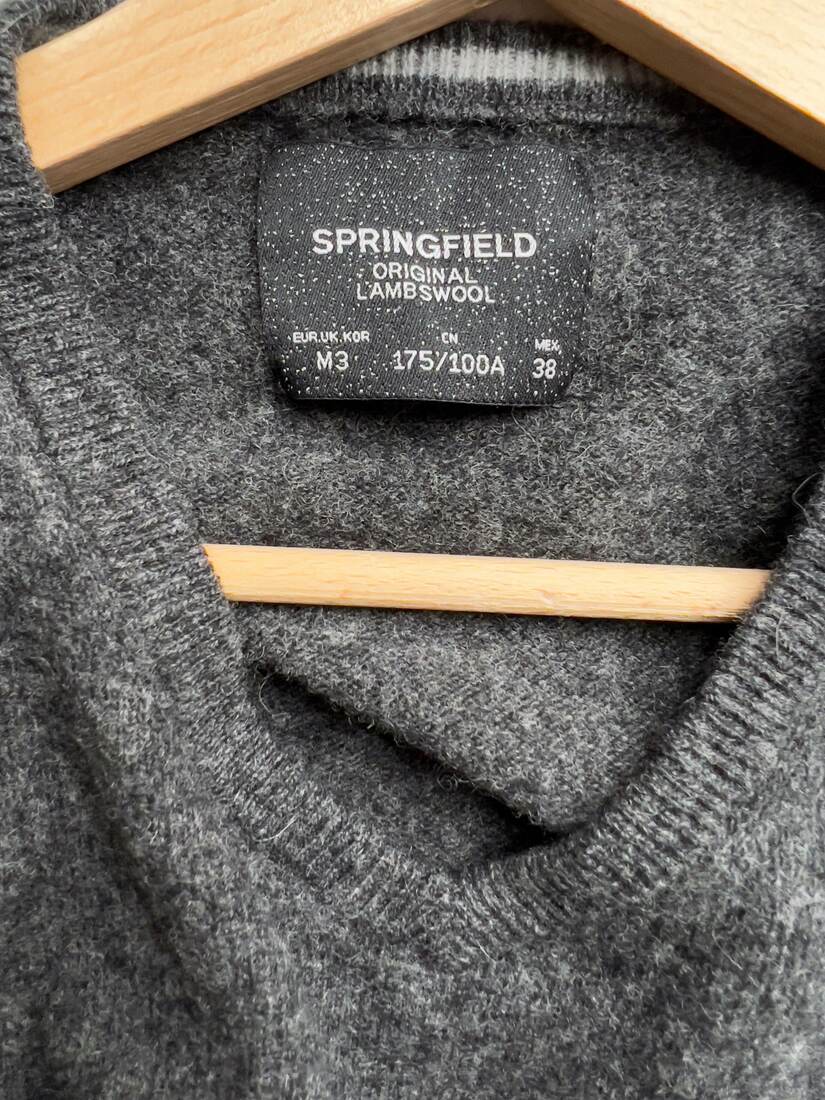 SPRINGFIELD
ORIGINAL
LAMBSWOOL
EUR.UK.KOR CN MEX
M3 175/100A 38